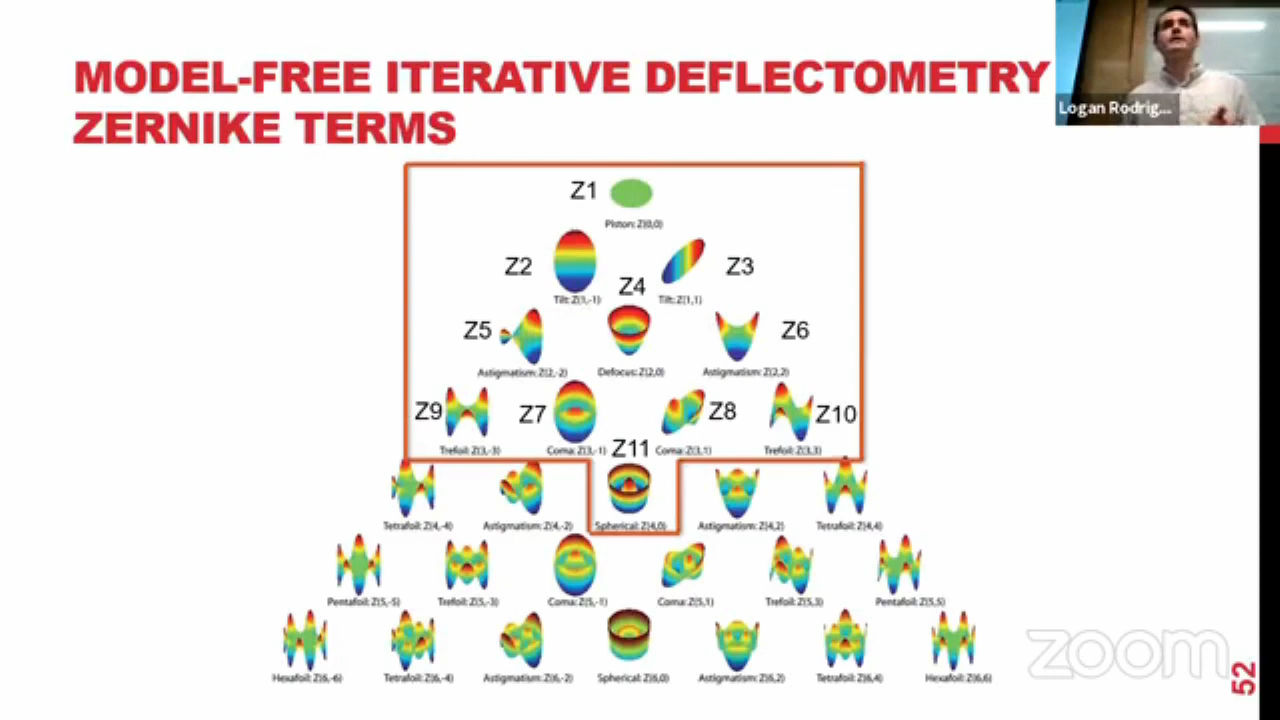 MODEL-FREE ITERATIVE DEFLECTOMETRY
ZERNIKE TERMS
Logan Rodrig...
Z1
Piston: Z(0,0)
Z2
Z3
Tilt: Z(1,-1)
Tilt: Z(1,1)
Z4
Z5
Z6
Astigmatism: Z(2,-2)
Defocus: Z(2,0)
Astigmatism: Z(2,2)
Z9
Z7
Z8
Z10
Trefoil: Z(3,-3)
Coma: Z(3,-1)
Coma: Z(3,1)
Trefoil: Z(3,3)
Z11
Tetrafoil: Z(4,-4)
Astigmatism: Z(4,-2)
Spherical: Z(4,0)
Astigmatism: Z(4,2)
Tetrafoil: Z(4,4)
Pentafoil: Z(5,-5)
Trefoil: Z(5,-3)
Coma: Z(5,-1)
Coma: Z(5,1)
Trefoil: Z(5,3)
Pentafoil: Z(5,5)
Hexafoil: Z(6,-6)
Tetrafoil: Z(6,-4)
Astigmatism: Z(6,-2)
Spherical: Z(6,0)
Astigmatism: Z(6,2)
Tetrafoil: Z(6,4)
Hexafoil: Z(6,6)
zoom
52